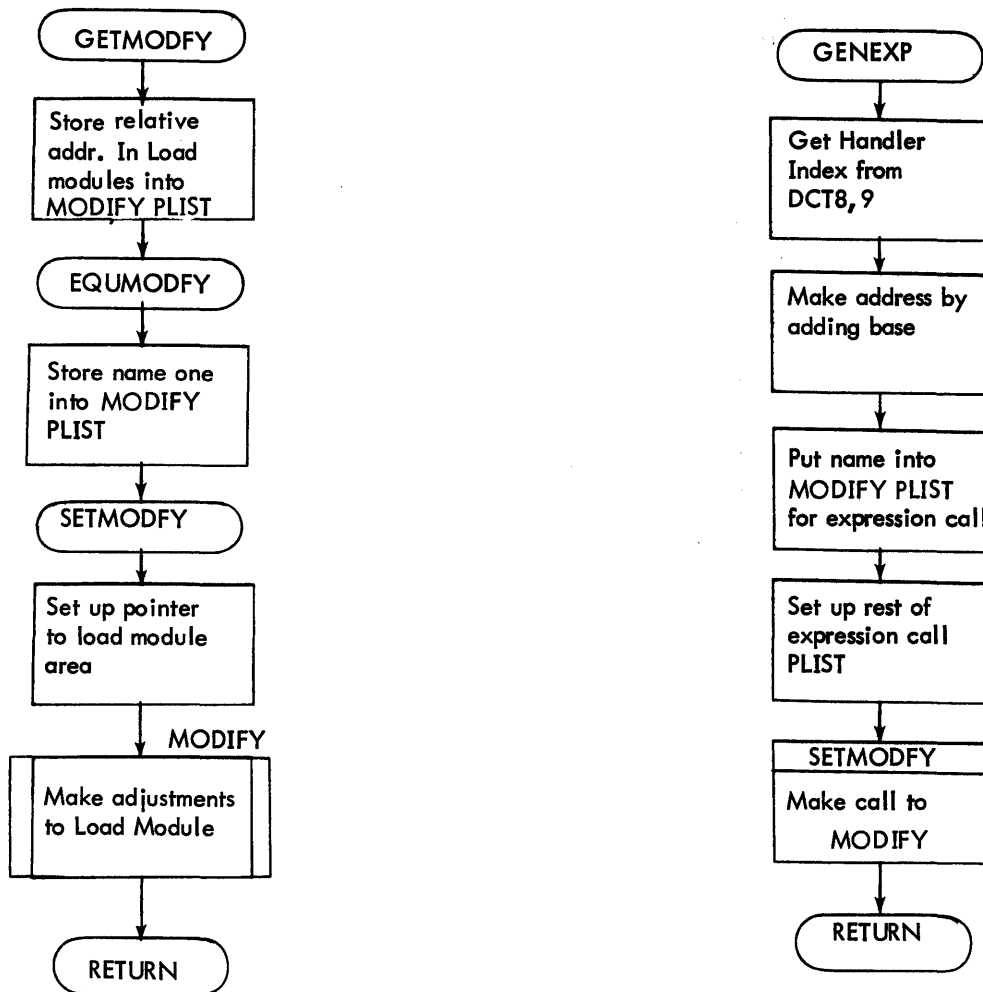 GETMODFY
Store relative
addr. In Load
modules into
MODIFY PLIST
EQUMODFY
Store name one
into MODIFY
PLIST
SETMODFY
Set up pointer
to load module
area
MODIFY
Make adjustments
to Load Module
RETURN
GENEXP
Get Handler
Index from
DCT8, 9
Make address by
adding base
Put name into
MODIFY PLIST
for expression call
Set up rest of
expression call
PLIST
SETMODFY
Make call to
MODIFY
RETURN